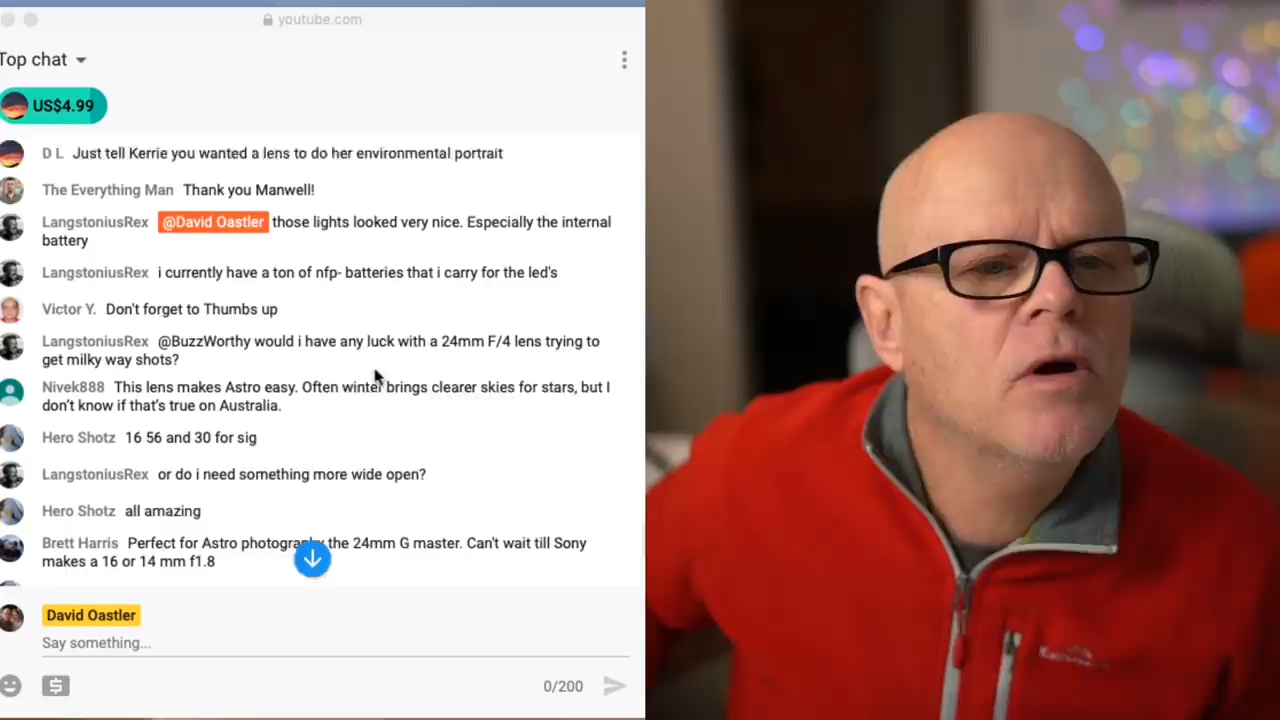 youtube.com
Top chat
US$4.99
D L Just tell Kerrie you wanted a lens to do her environmental portrait
The Everything Man Thank you Manwell!
LangstoniusRex @David Oastler those lights looked very nice. Especially the internal
battery
LangstoniusRex i currently have a ton of nfp- batteries that i carry for the led's
Victor Y. Don't forget to Thumbs up
LangstoniusRex @BuzzWorthy would i have any luck with a 24mm F/4 lens trying to
get milky way shots?
Nivek888 This lens makes Astro easy. Often winter brings clearer skies for stars, but I
don't know if that's true on Australia.
Hero Shotz 16 56 and 30 for sig
LangstoniusRex or do i need something more wide open?
Hero Shotz all amazing
Brett Harris Perfect for Astro photography the 24mm G master. Can't wait till Sony
makes a 16 or 14 mm f1.8
David Oastler
Say something...
0/200